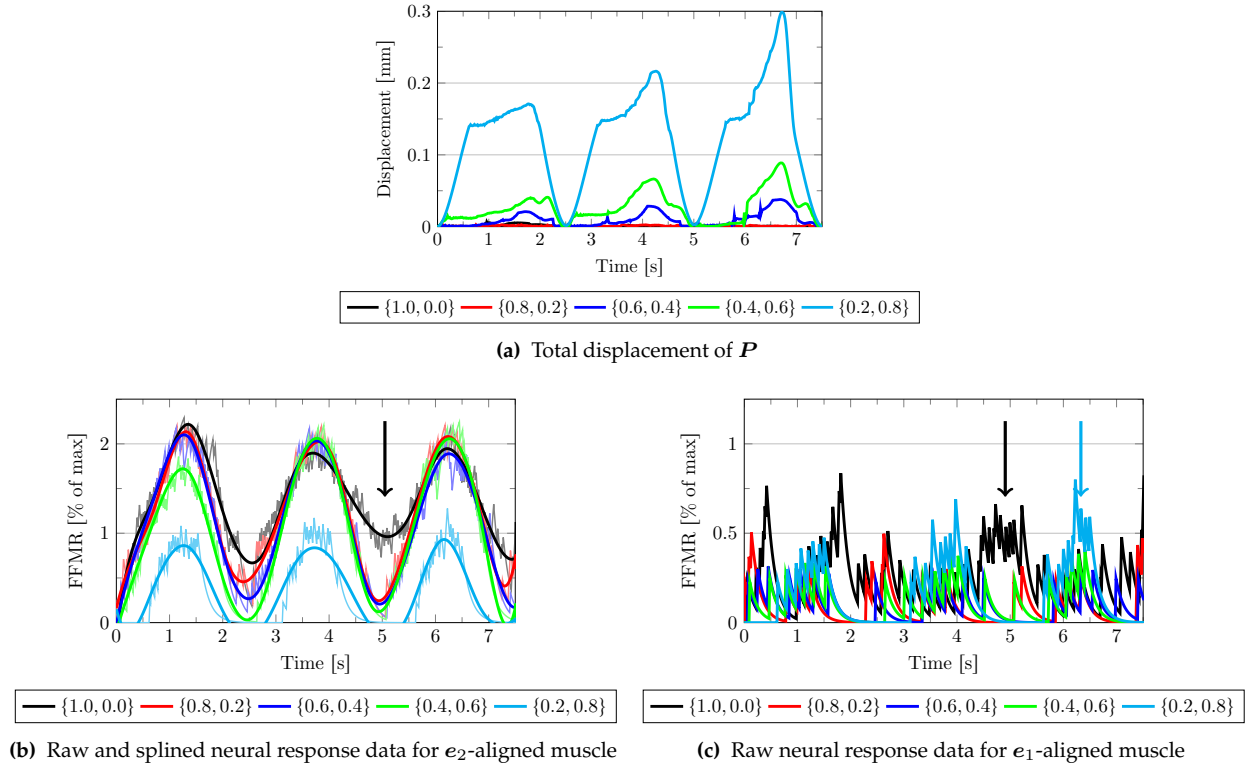 0.3
0.2
0.1
0
Displacement [mm]
0 1 2 3 4 5 6 7
Time [s]
{1.0, 0.0} {0.8, 0.2} {0.6, 0.4} {0.4, 0.6} {0.2, 0.8}
(a) Total displacement of P
2
1
0
FFMR [% of max]
0 1 2 3 4 5 6 7
Time [s]
{1.0, 0.0} {0.8, 0.2} {0.6, 0.4} {0.4, 0.6} {0.2, 0.8}
(b) Raw and splined neural response data for e₂-aligned muscle
1
0.5
0
FFMR [% of max]
0 1 2 3 4 5 6 7
Time [s]
{1.0, 0.0} {0.8, 0.2} {0.6, 0.4} {0.4, 0.6} {0.2, 0.8}
(c) Raw neural response data for e₁-aligned muscle